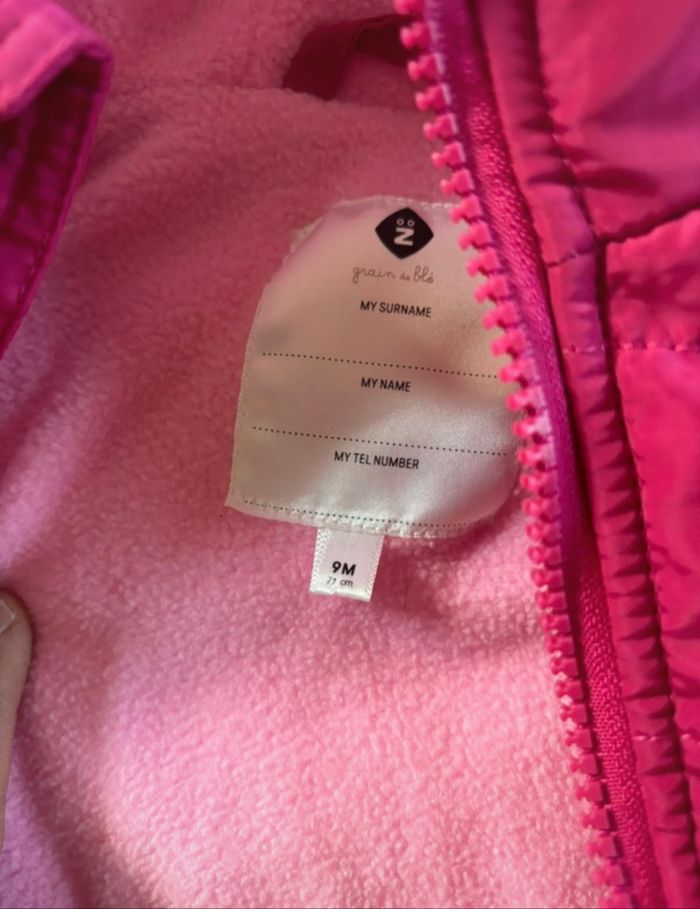 grain de blé
MY SURNAME
MY NAME
MY TEL NUMBER
9M
71 cm